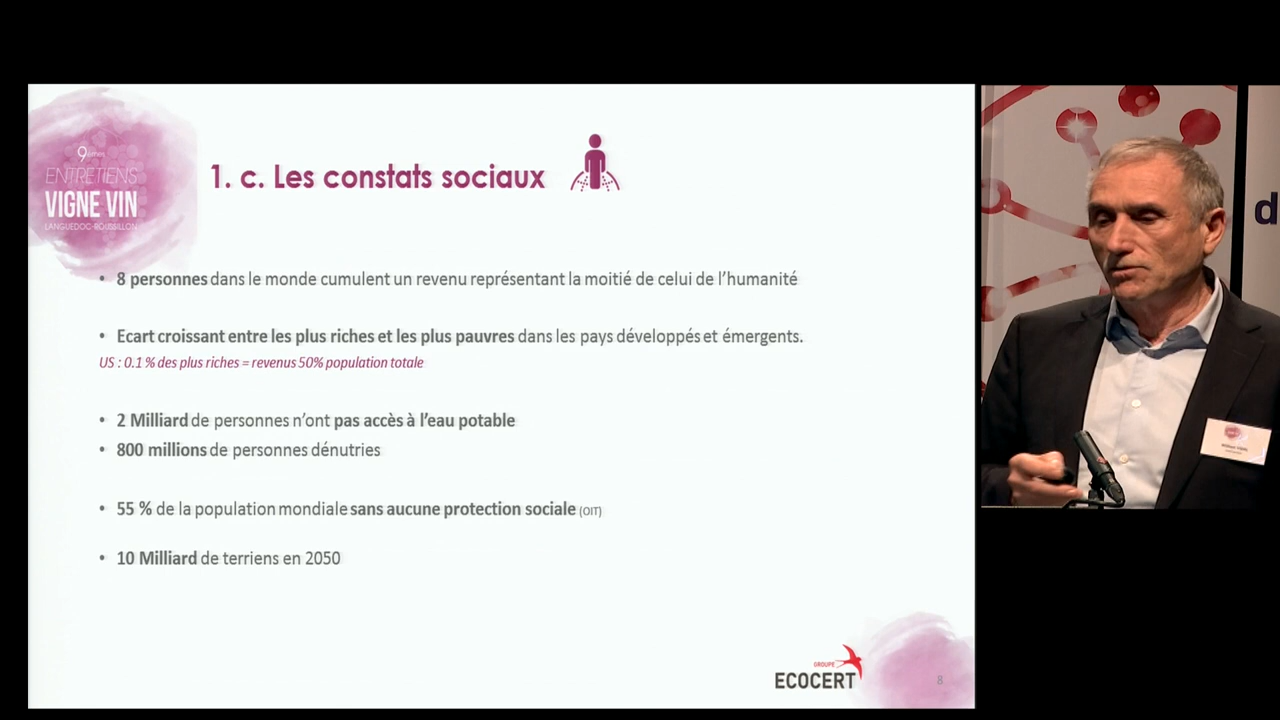 9èmes
ENTRETIENS
VIGNE VIN
LANGUEDOC-ROUSSILLON
1. c. Les constats sociaux
• 8 personnes dans le monde cumulent un revenu représentant la moitié de celui de l’humanité
• Ecart croissant entre les plus riches et les plus pauvres dans les pays développés et émergents.
US : 0.1 % des plus riches = revenus 50% population totale
• 2 Milliard de personnes n’ont pas accès à l’eau potable
• 800 millions de personnes dénutries
• 55 % de la population mondiale sans aucune protection sociale (OIT)
• 10 Milliard de terriens en 2050
GROUPE
ECOCERT
8
d